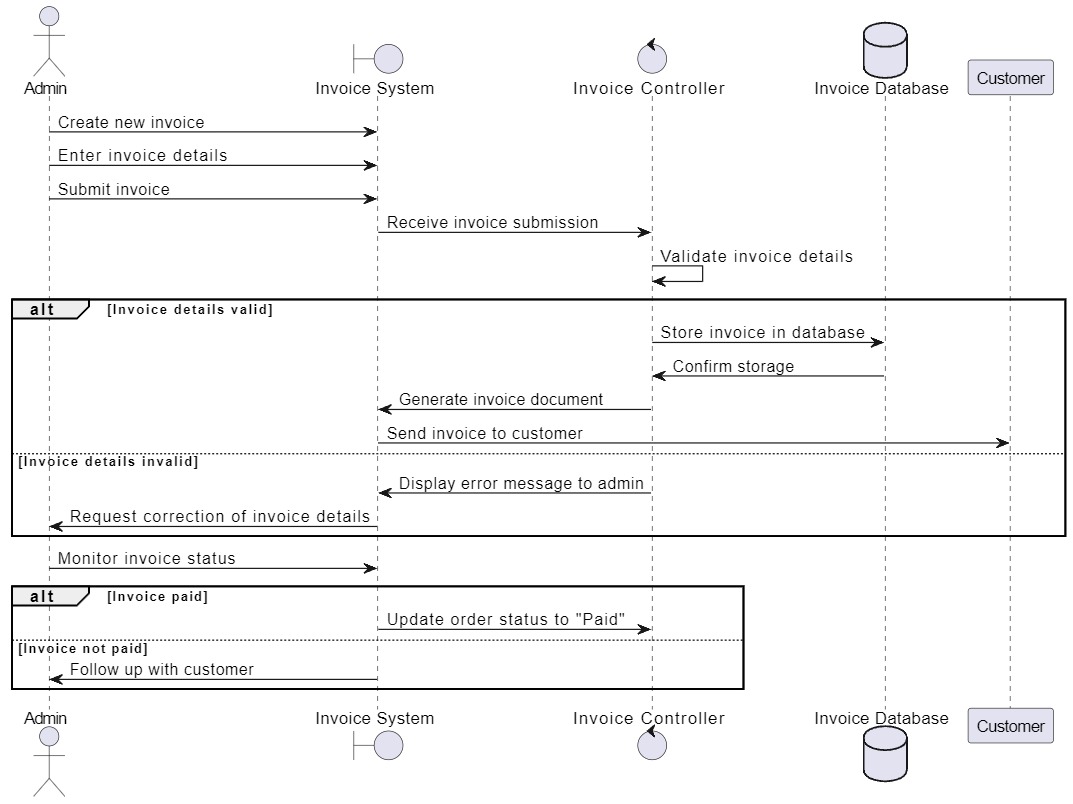 Admin
Invoice System
Invoice Controller
Invoice Database
Customer
Create new invoice
Enter invoice details
Submit invoice
Receive invoice submission
Validate invoice details
alt [Invoice details valid]
Store invoice in database
Confirm storage
Generate invoice document
Send invoice to customer
[Invoice details invalid]
Display error message to admin
Request correction of invoice details
Monitor invoice status
alt [Invoice paid]
Update order status to "Paid"
[Invoice not paid]
Follow up with customer
Admin
Invoice System
Invoice Controller
Invoice Database
Customer